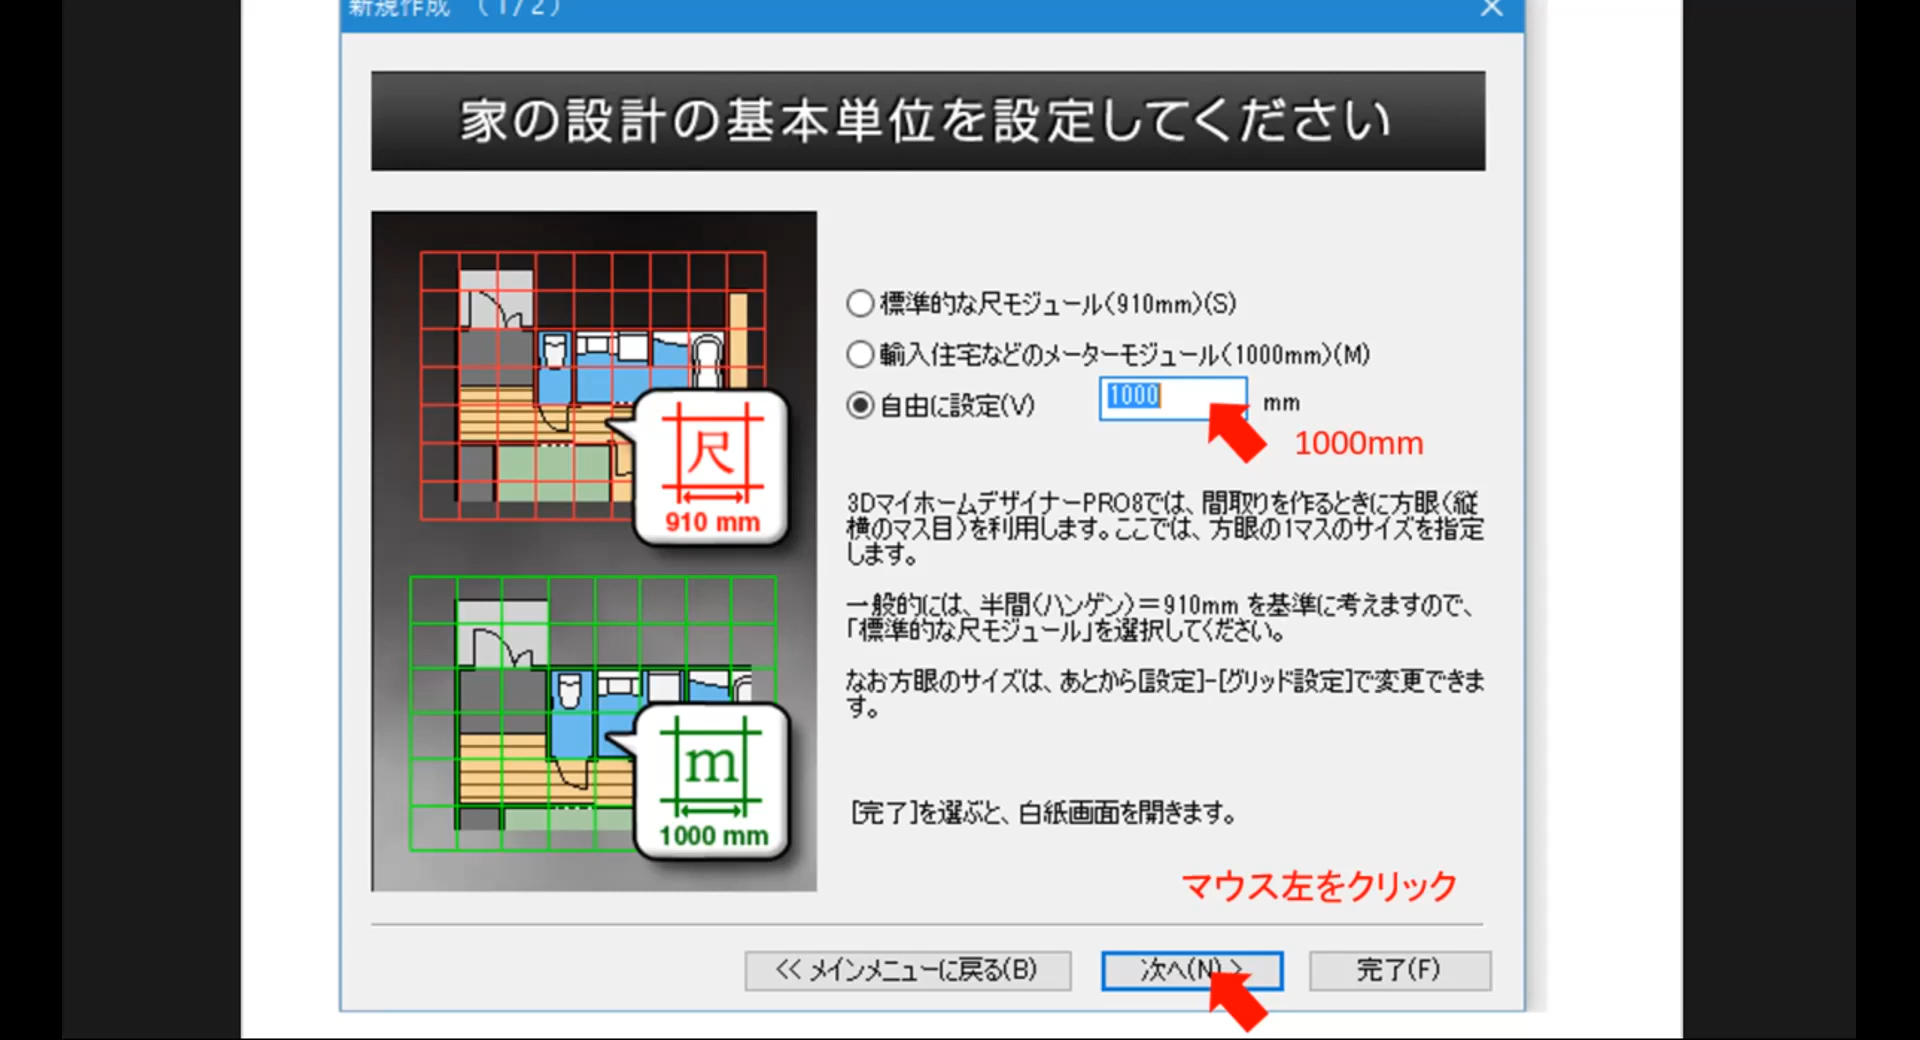 新規作成 （1/2）
家の設計の基本単位を設定してください
標準的な尺モジュール（910mm）(S)
輸入住宅などのメーターモジュール（1000mm）(M)
自由に設定(V) 1000 mm
1000mm
尺
910 mm
3DマイホームデザイナーPRO8では、間取りを作るときに方眼（縦
横のマス目）を利用します。ここでは、方眼の1マスのサイズを指定
します。
一般的には、半間（ハンゲン）＝910mm を基準に考えますので、
「標準的な尺モジュール」を選択してください。
なお方眼のサイズは、あとから[設定]-[グリッド設定]で変更できま
す。
m
1000 mm
[完了]を選ぶと、白紙画面を開きます。
マウス左をクリック
<< メインメニューに戻る(B) 次へ(N) > 完了(F)